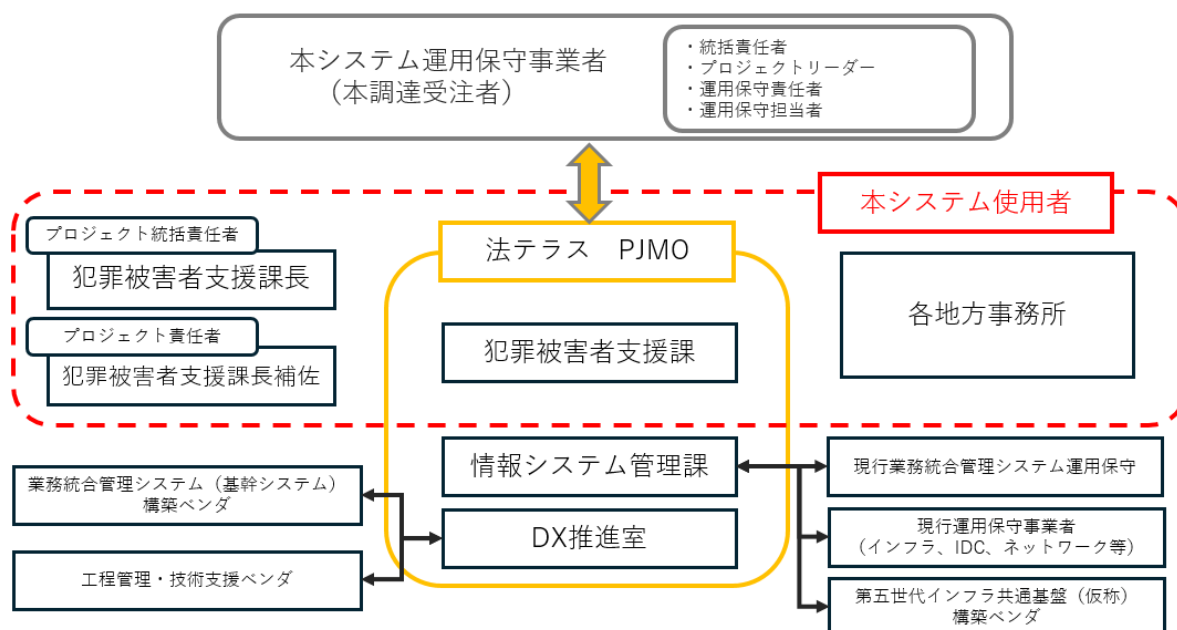 本システム運用保守事業者
（本調達受注者）
・統括責任者
・プロジェクトリーダー
・運用保守責任者
・運用保守担当者
本システム使用者
プロジェクト統括責任者
犯罪被害者支援課長
プロジェクト責任者
犯罪被害者支援課長補佐
法テラス　PJMO
犯罪被害者支援課
各地方事務所
情報システム管理課
DX推進室
業務統合管理システム（基幹システム）
構築ベンダ
工程管理・技術支援ベンダ
現行業務統合管理システム運用保守
現行運用保守事業者
（インフラ、IDC、ネットワーク等）
第五世代インフラ共通基盤（仮称）
構築ベンダ